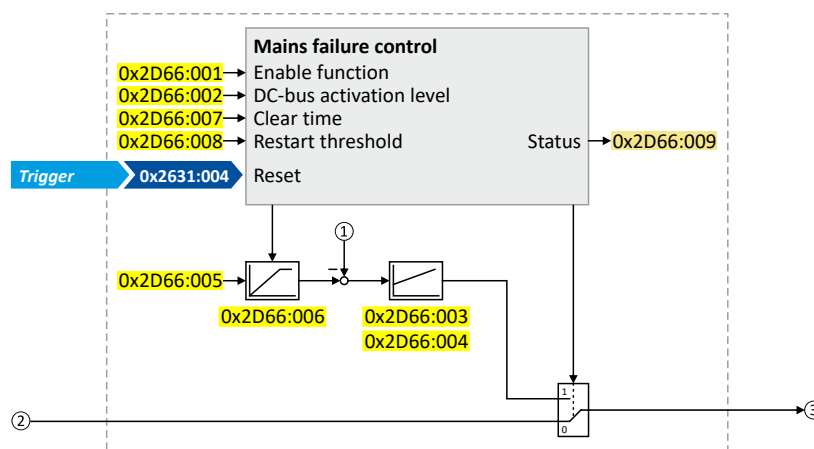 Mains failure control
0x2D66:001 Enable function
0x2D66:002 DC-bus activation level
0x2D66:007 Clear time
0x2D66:008 Restart threshold Status 0x2D66:009
Trigger 0x2631:004 Reset
1
0x2D66:005 −
0x2D66:006 0x2D66:003
0x2D66:004
1
2 3
0